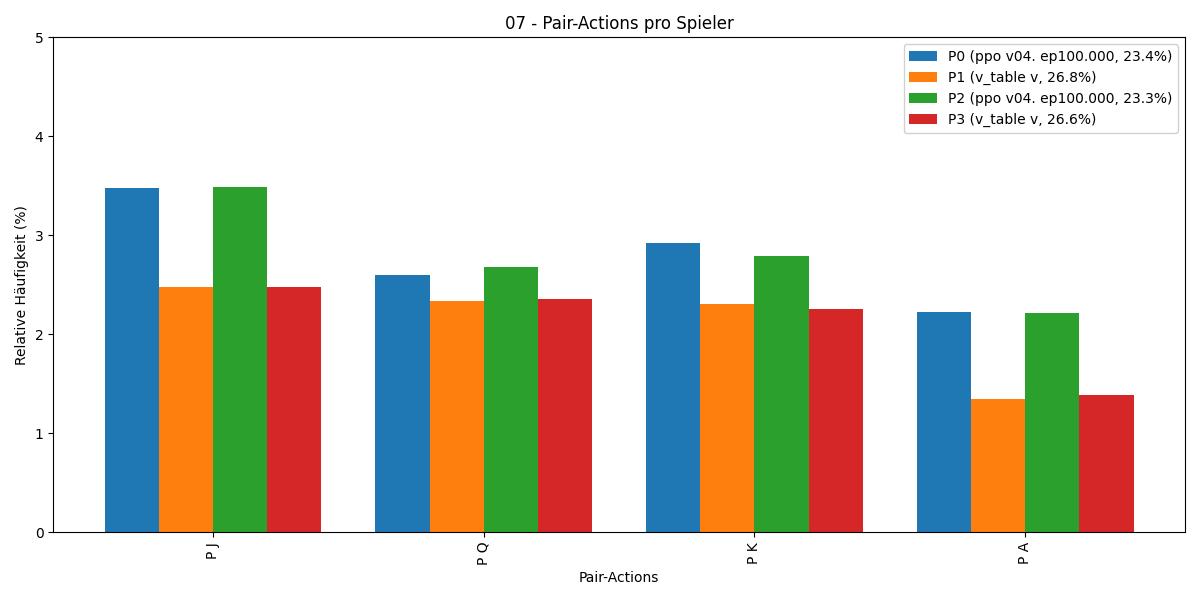 07 - Pair-Actions pro Spieler
P0 (ppo v04. ep100.000, 23.4%)
P1 (v_table v, 26.8%)
P2 (ppo v04. ep100.000, 23.3%)
P3 (v_table v, 26.6%)
Relative Häufigkeit (%)
5
4
3
2
1
0
P J
P Q
P K
P A
Pair-Actions